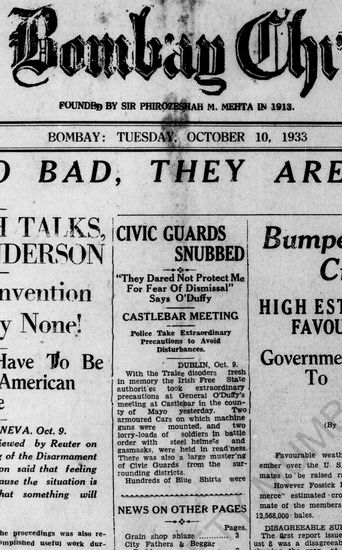 Bombay Chr
FOUNDED BY SIR PHIROZESHAH M. MEHTA IN 1913.
BOMBAY: TUESDAY, OCTOBER 10, 1933
BAD, THEY ARE
TALKS,
NDERSON
nvention
y None!
Have To Be
American
NEVA. Oct. 9.
viewed by Reuter on
g of the Disarmament
on said that feeling
cause the situation is
that something will
he proceedings was also re-
omplished useful work dur-
CIVIC GUARDS
SNUBBED
"They Dared Not Protect Me
For Fear Of Dismissal"
Says O'Duffy
CASTLEBAR MEETING
Police Take Extraordinary
Precautions to Avoid
Disturbances.
DUBLIN, Oct. 9.
With the Tralee disoders fresh
in memory the Irish Free State
authorities took extraordinary
precautions at General O'Duffy's
meeting at Castlebar in the coun-
ty of Mayo yesterday. Two
armoured Cars on which machine
guns were mounted, and two
lorry-loads of soldiers in battle
order with steel helmets and
gasmasks, were held in readiness.
There was also a large mustering
of Civic Guards from the sur-
rounding districts.
Hundreds of Blue Shirts were
NEWS ON OTHER PAGES
Pages.
Grain shop ablaze 3
City Fathers & Beggar
Bumpe
C
HIGH EST
FAVOU
Governme
To
(By
Favourable weath
ember over the U. S.
mates to be raised
However Fossick
merce" estimated cro
mate of the members
12,568,000 bales.
DISAGREEABLE SU
The first report issue
ust 8 was a disagreeab